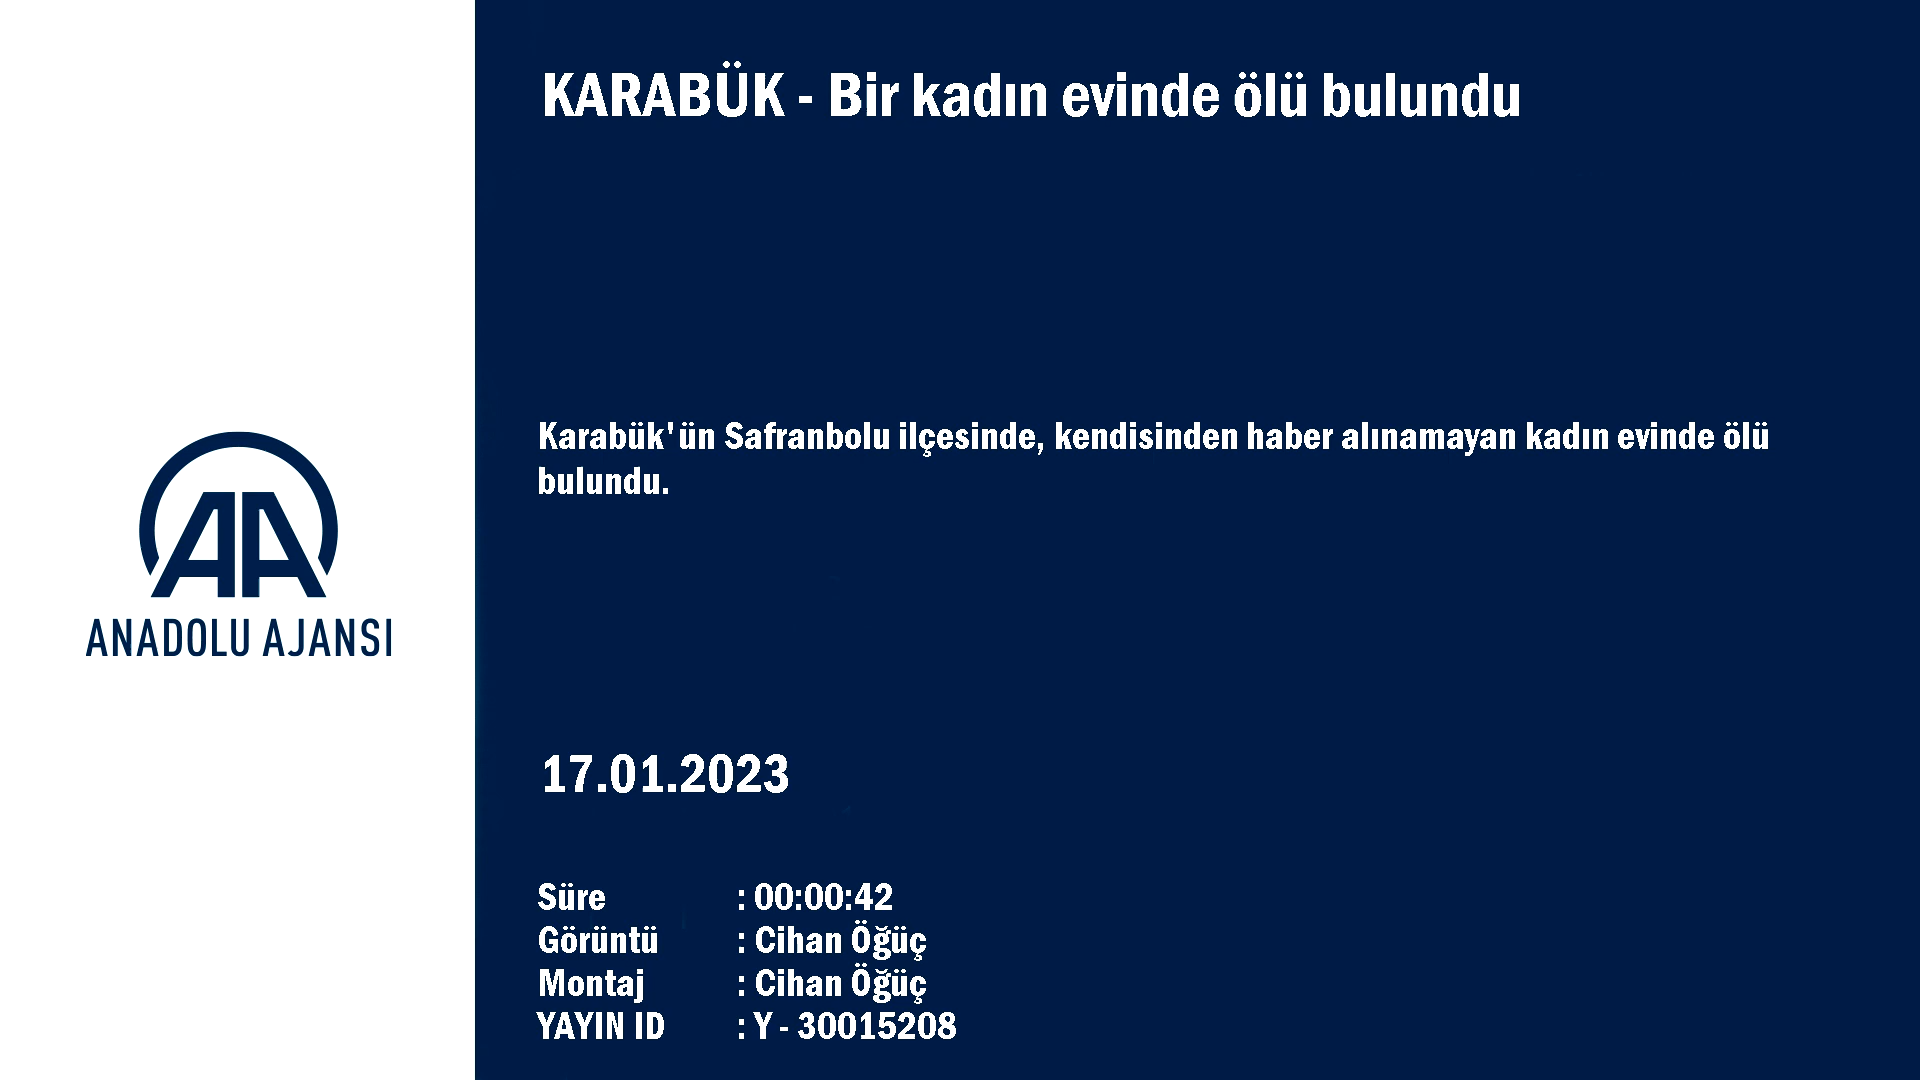 KARABÜK - Bir kadın evinde ölü bulundu
Karabük'ün Safranbolu ilçesinde, kendisinden haber alınamayan kadın evinde ölü
bulundu.
AA
ANADOLU AJANSI
17.01.2023
Süre : 00:00:42
Görüntü : Cihan Öğüç
Montaj : Cihan Öğüç
YAYIN ID : Y - 30015208